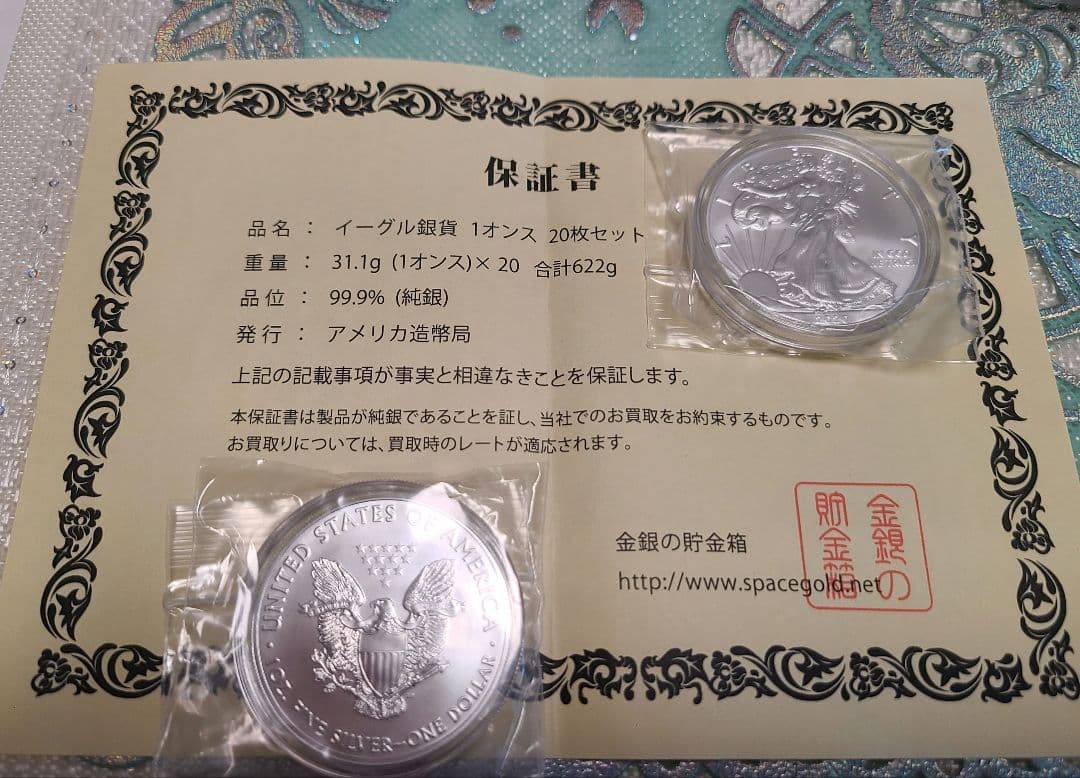 保証書
品名 : イーグル銀貨 1オンス 20枚セット
重量 : 31.1g (1オンス)× 20 合計622g
品位 : 99.9% (純銀)
発行 : アメリカ造幣局
上記の記載事項が事実と相違なきことを保証します。
本保証書は製品が純銀であることを証し、当社でのお買取をお約束するものです。
お買取りについては、買取時のレートが適応されます。
金銀の貯金箱
http://www.spacegold.net
金銀の
貯金箱
LIBERTY
UNITED STATES OF AMERICA
1 OZ. FINE SILVER~ONE DOLLAR